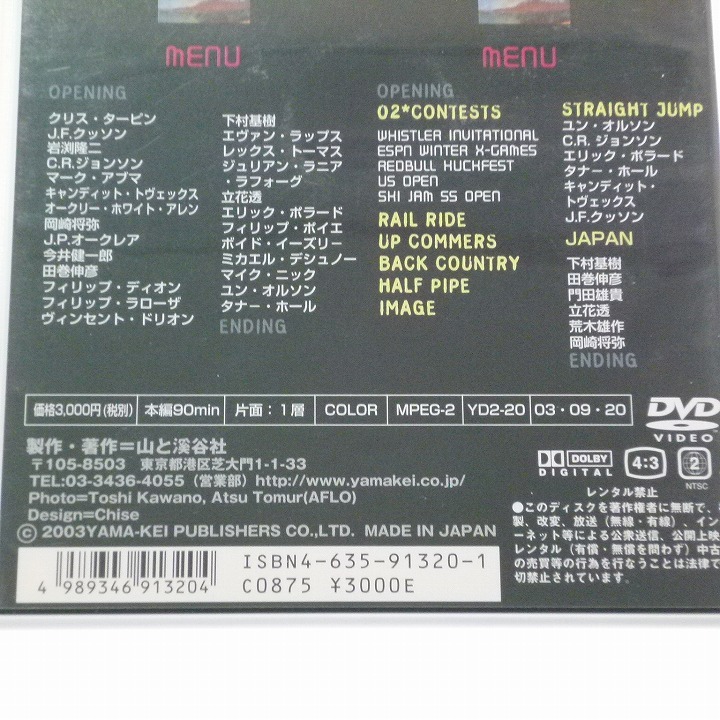 MENU
OPENING
クリス・タービン
J.F.クッソン
岩渕隆二
C.R.ジョンソン
マーク・アブマ
キャンディット・トヴェックス
オークリー・ホワイト・アレン
岡崎将弥
J.P.オークレア
今井健一郎
田巻伸彦
フィリップ・ディオン
フィリップ・ラローザ
ヴィンセント・ドリオン
下村基樹
エヴァン・ラップス
レックス・トーマス
ジュリアン・ラニア
・ラフォーグ
立花透
エリック・ポラード
フィリップ・ポイエ
ボイド・イーズリー
ミカエル・デシュノー
マイク・ニック
ユン・オルソン
タナー・ホール
ENDING
MENU
OPENING
02*CONTESTS
WHISTLER INVITATIONAL
ESPN WINTER X-GAMES
REDBULL HUCKFEST
US OPEN
SKI JAM SS OPEN
RAIL RIDE
UP COMMERS
BACK COUNTRY
HALF PIPE
IMAGE
STRAIGHT JUMP
ユン・オルソン
C.R. ジョンソン
エリック・ポラード
タナー・ホール
キャンディット・
トヴェックス
J.F.クッソン
JAPAN
下村基樹
田巻伸彦
門田雄貴
立花透
荒木雄作
岡崎将弥
ENDING
価格3,000円(税別) 本編90min 片面：1層 COLOR MPEG-2 YD2-20 03・09・20
DVD
VIDEO
製作・著作=山と溪谷社
〒105-8503 東京都港区芝大門1-1-33
TEL:03-3436-4055（営業部）http://www.yamakei.co.jp/
Photo=Toshi Kawano, Atsu Tomur(AFLO)
Design=Chise
© 2003YAMA-KEI PUBLISHERS CO.,LTD. MADE IN JAPAN
DOLBY
DIGITAL
4:3
2
NTSC
レンタル禁止
●このディスクを著作権者に無断で、
製、改変、放送（無線・有線）、イン
ーネット等による公衆送信、公開上映
レンタル（有償・無償を問わず）中古
の売買等の行為を行なうことは法律で
切禁止されています。
ISBN4-635-91320-1
C0875 ¥3000E
4 989346 913204